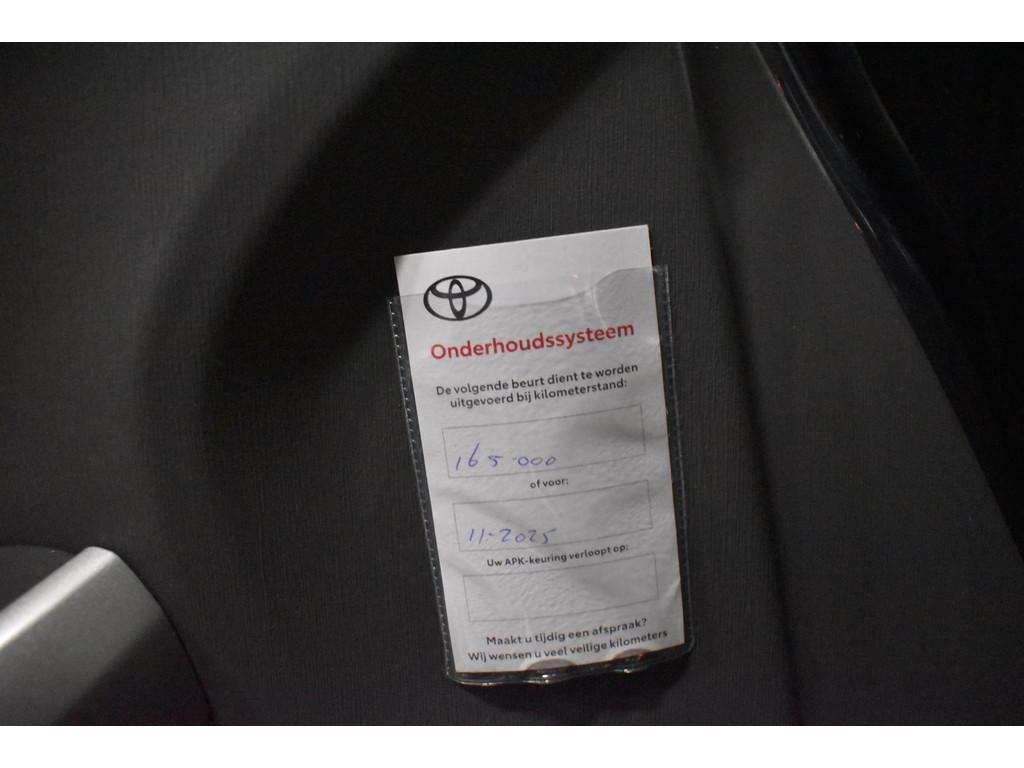 Onderhoudssysteem
De volgende beurt dient te worden
uitgevoerd bij kilometerstand:
165.000
of voor:
11-2025
Uw APK-keuring verloopt op:
Maakt u tijdig een afspraak?
Wij wensen u veel veilige kilometers